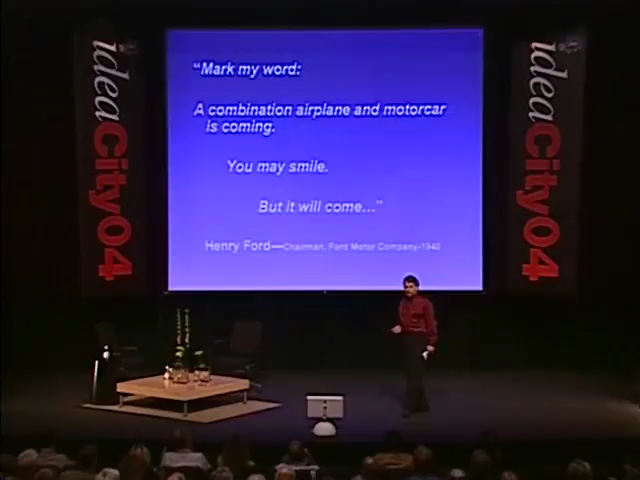 ideaCity04
"Mark my word:
A combination airplane and motorcar
is coming.
You may smile.
But it will come..."
Henry Ford—Chairman, Ford Motor Company-1940
ideaCity04